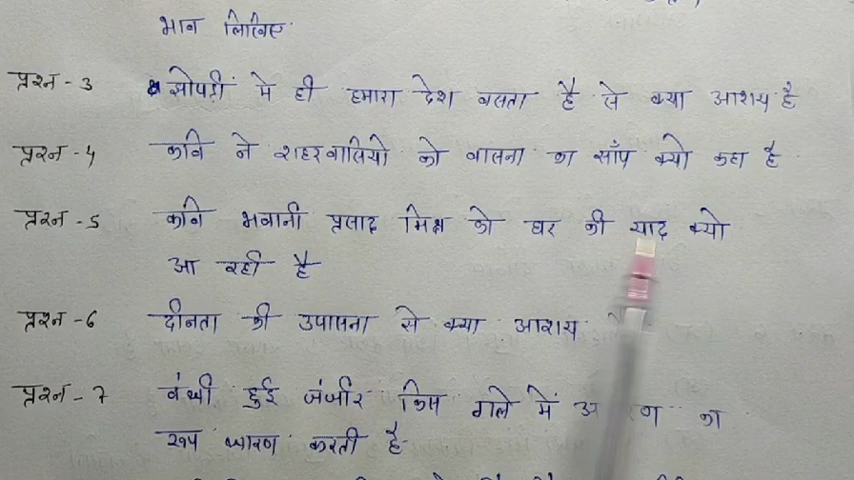 भाव लिखिए
प्रश्न - 3 झोपड़ी में ही हमारा देश बसता है से क्या आशय है
प्रश्न - 4 कवि ने शहरवासियो को वासना का साँप क्यो कहा है
प्रश्न - 5 कवि भवानी प्रसाद मिश्र को घर की याद क्यो
आ रही है
प्रश्न - 6 दीनता की उपासना से क्या आशय
प्रश्न - 7 बंधी हुई जंजीर किस गले में का
रूप धारण करती है